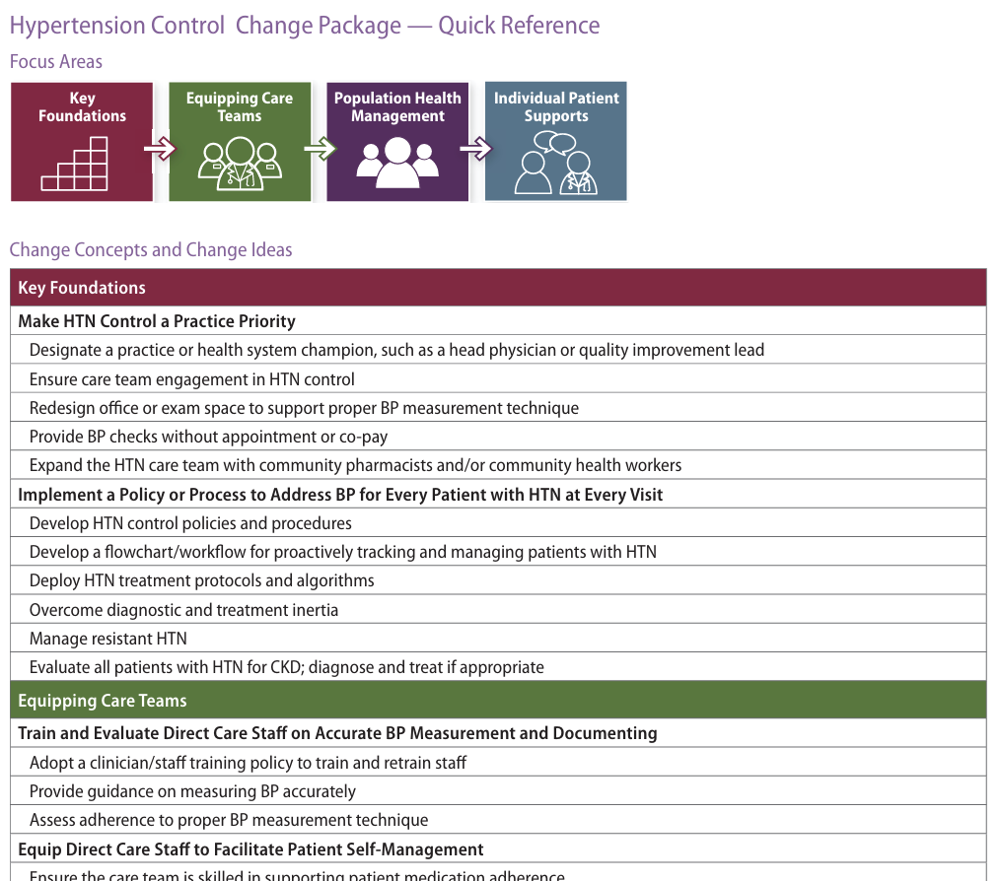 Hypertension Control Change Package — Quick Reference
Focus Areas
Key
Foundations
Equipping Care
Teams
Population Health
Management
Individual Patient
Supports
Change Concepts and Change Ideas
Key Foundations
Make HTN Control a Practice Priority
Designate a practice or health system champion, such as a head physician or quality improvement lead
Ensure care team engagement in HTN control
Redesign office or exam space to support proper BP measurement technique
Provide BP checks without appointment or co-pay
Expand the HTN care team with community pharmacists and/or community health workers
Implement a Policy or Process to Address BP for Every Patient with HTN at Every Visit
Develop HTN control policies and procedures
Develop a flowchart/workflow for proactively tracking and managing patients with HTN
Deploy HTN treatment protocols and algorithms
Overcome diagnostic and treatment inertia
Manage resistant HTN
Evaluate all patients with HTN for CKD; diagnose and treat if appropriate
Equipping Care Teams
Train and Evaluate Direct Care Staff on Accurate BP Measurement and Documenting
Adopt a clinician/staff training policy to train and retrain staff
Provide guidance on measuring BP accurately
Assess adherence to proper BP measurement technique
Equip Direct Care Staff to Facilitate Patient Self-Management
Ensure the care team is skilled in supporting patient medication adherence